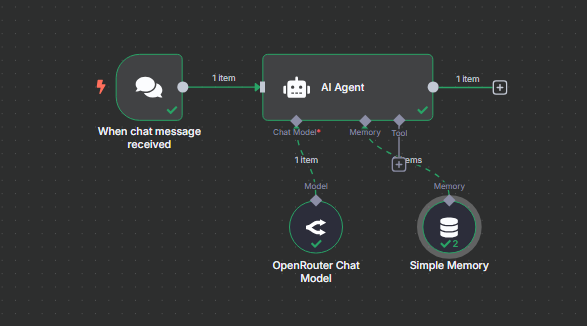 1 item
AI Agent
1 item
When chat message
received
Chat Model*
Memory
Tool
1 item
ems
Model
Memory
2
OpenRouter Chat
Model
Simple Memory